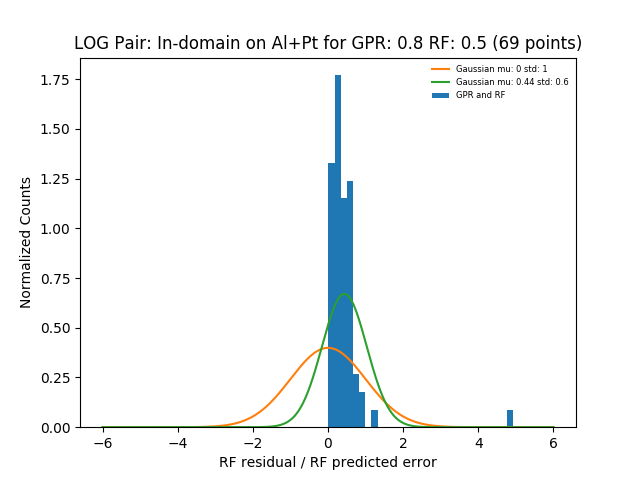 LOG Pair: In-domain on Al+Pt for GPR: 0.8 RF: 0.5 (69 points)
Gaussian mu: 0 std: 1
Gaussian mu: 0.44 std: 0.6
GPR and RF
Normalized Counts
1.75
1.50
1.25
1.00
0.75
0.50
0.25
0.00
−6 −4 −2 0 2 4 6
RF residual / RF predicted error